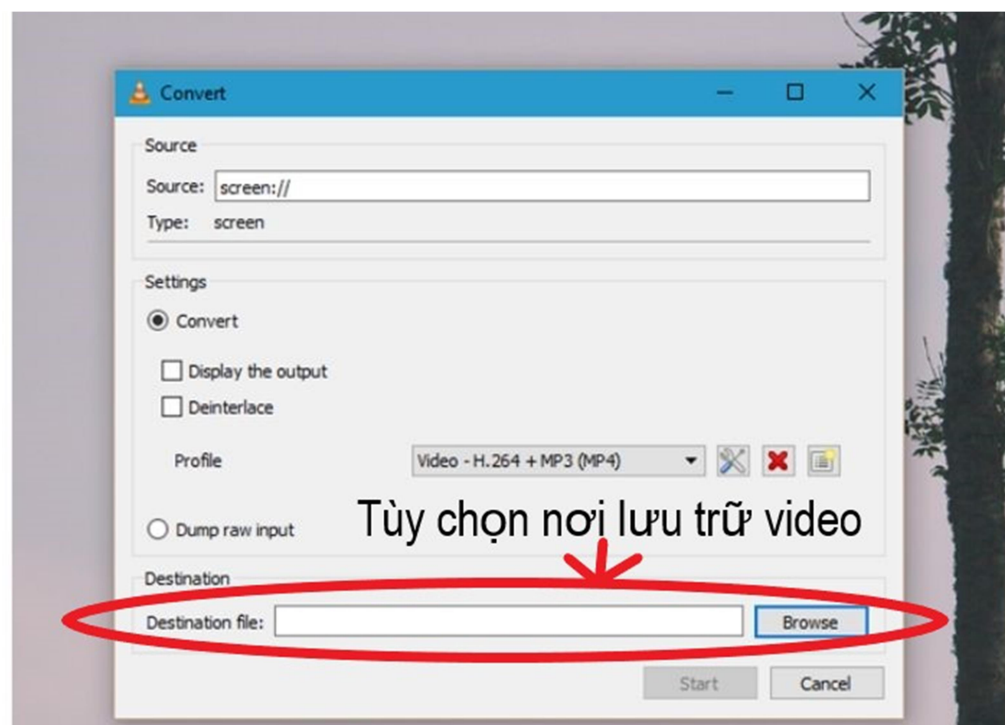 Convert
Source
Source: screen://
Type: screen
Settings
Convert
Display the output
Deinterlace
Profile Video - H.264 + MP3 (MP4)
Tùy chọn nơi lưu trữ video
Dump raw input
Destination
Destination file: Browse
Start Cancel